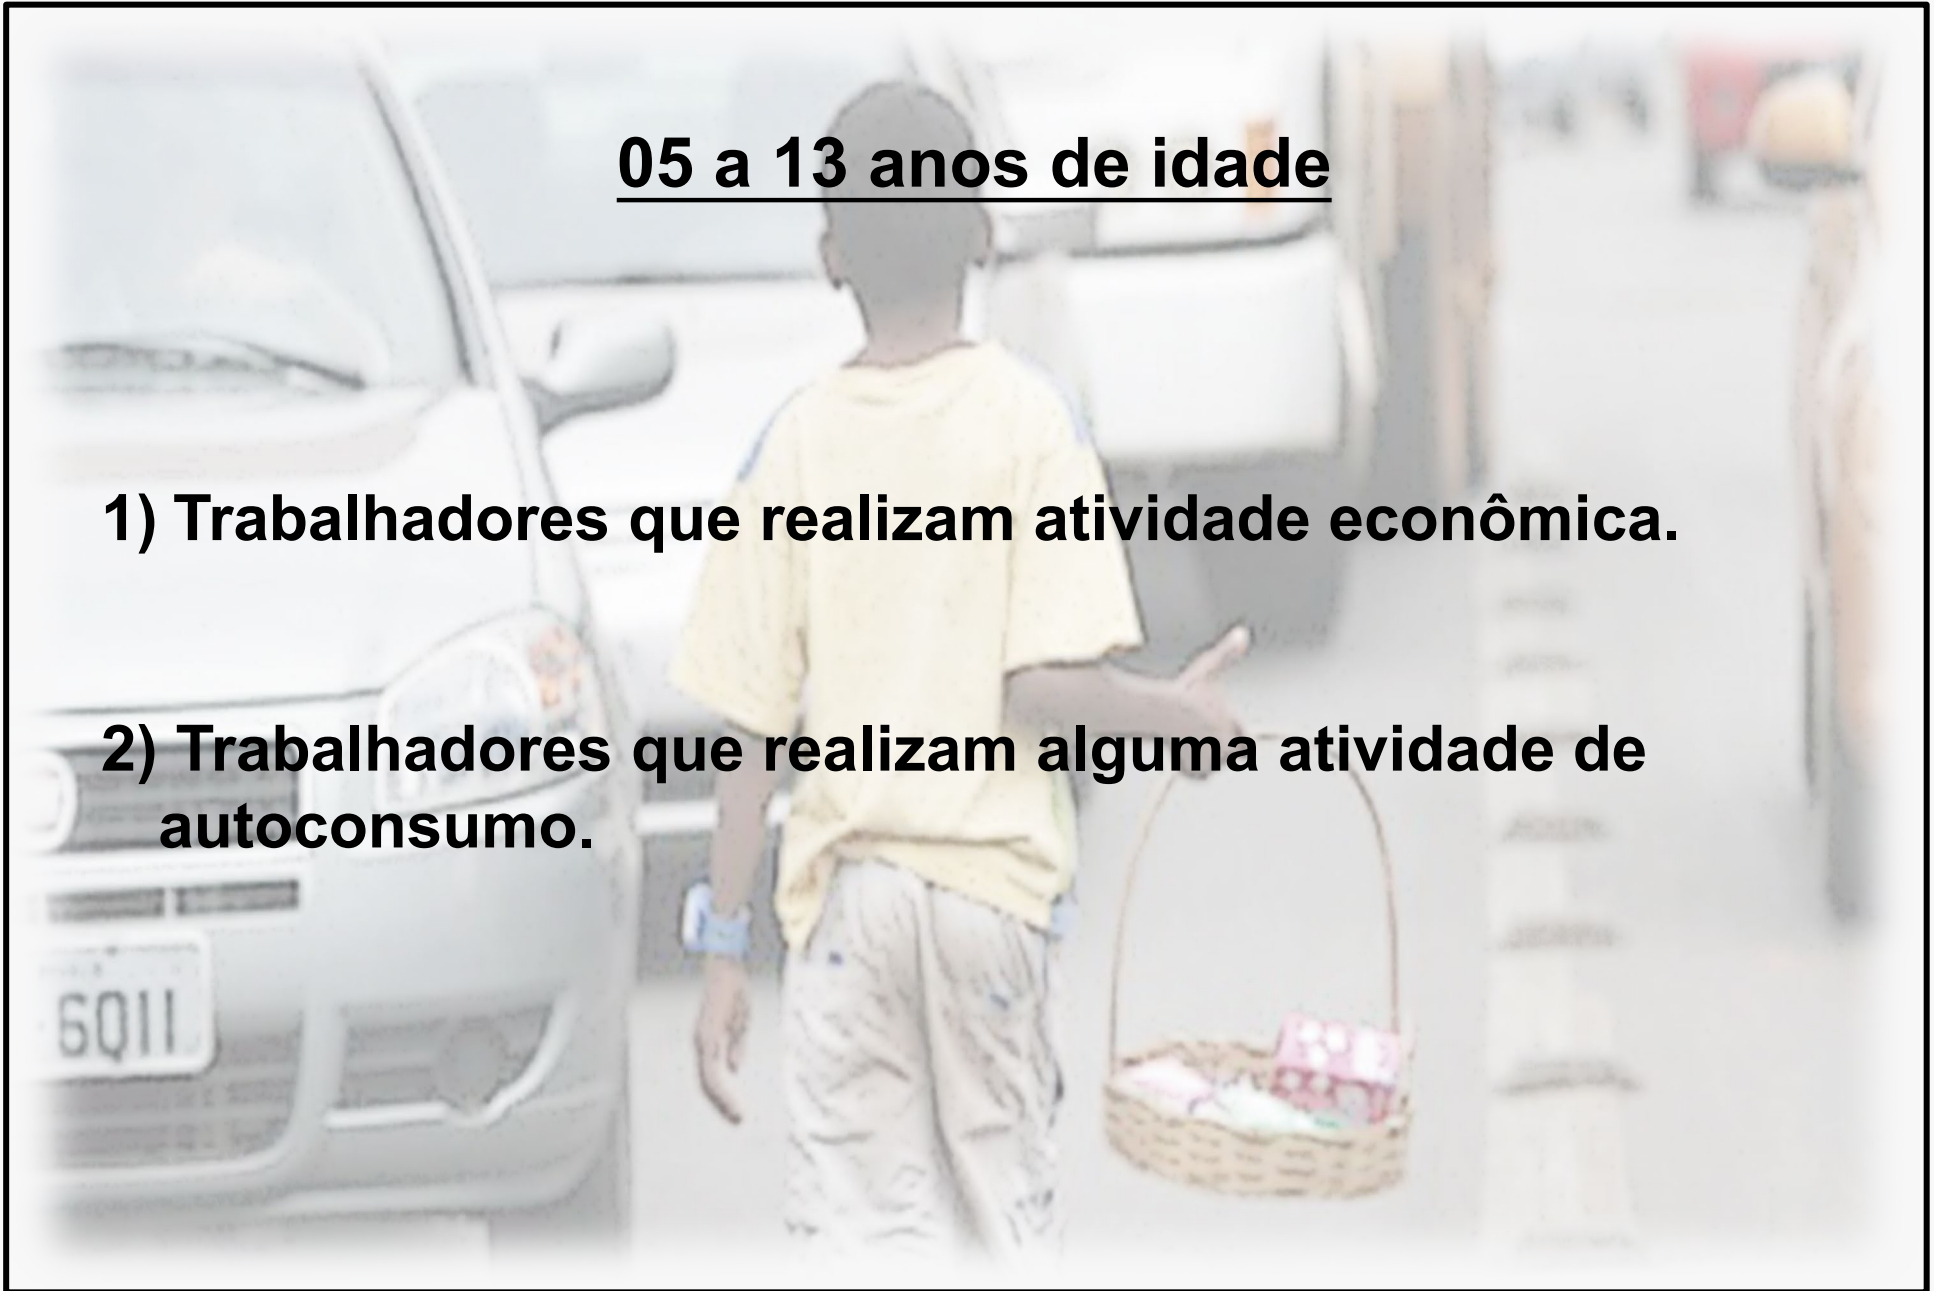 05 a 13 anos de idade
1) Trabalhadores que realizam atividade econômica.
2) Trabalhadores que realizam alguma atividade de
autoconsumo.
6011